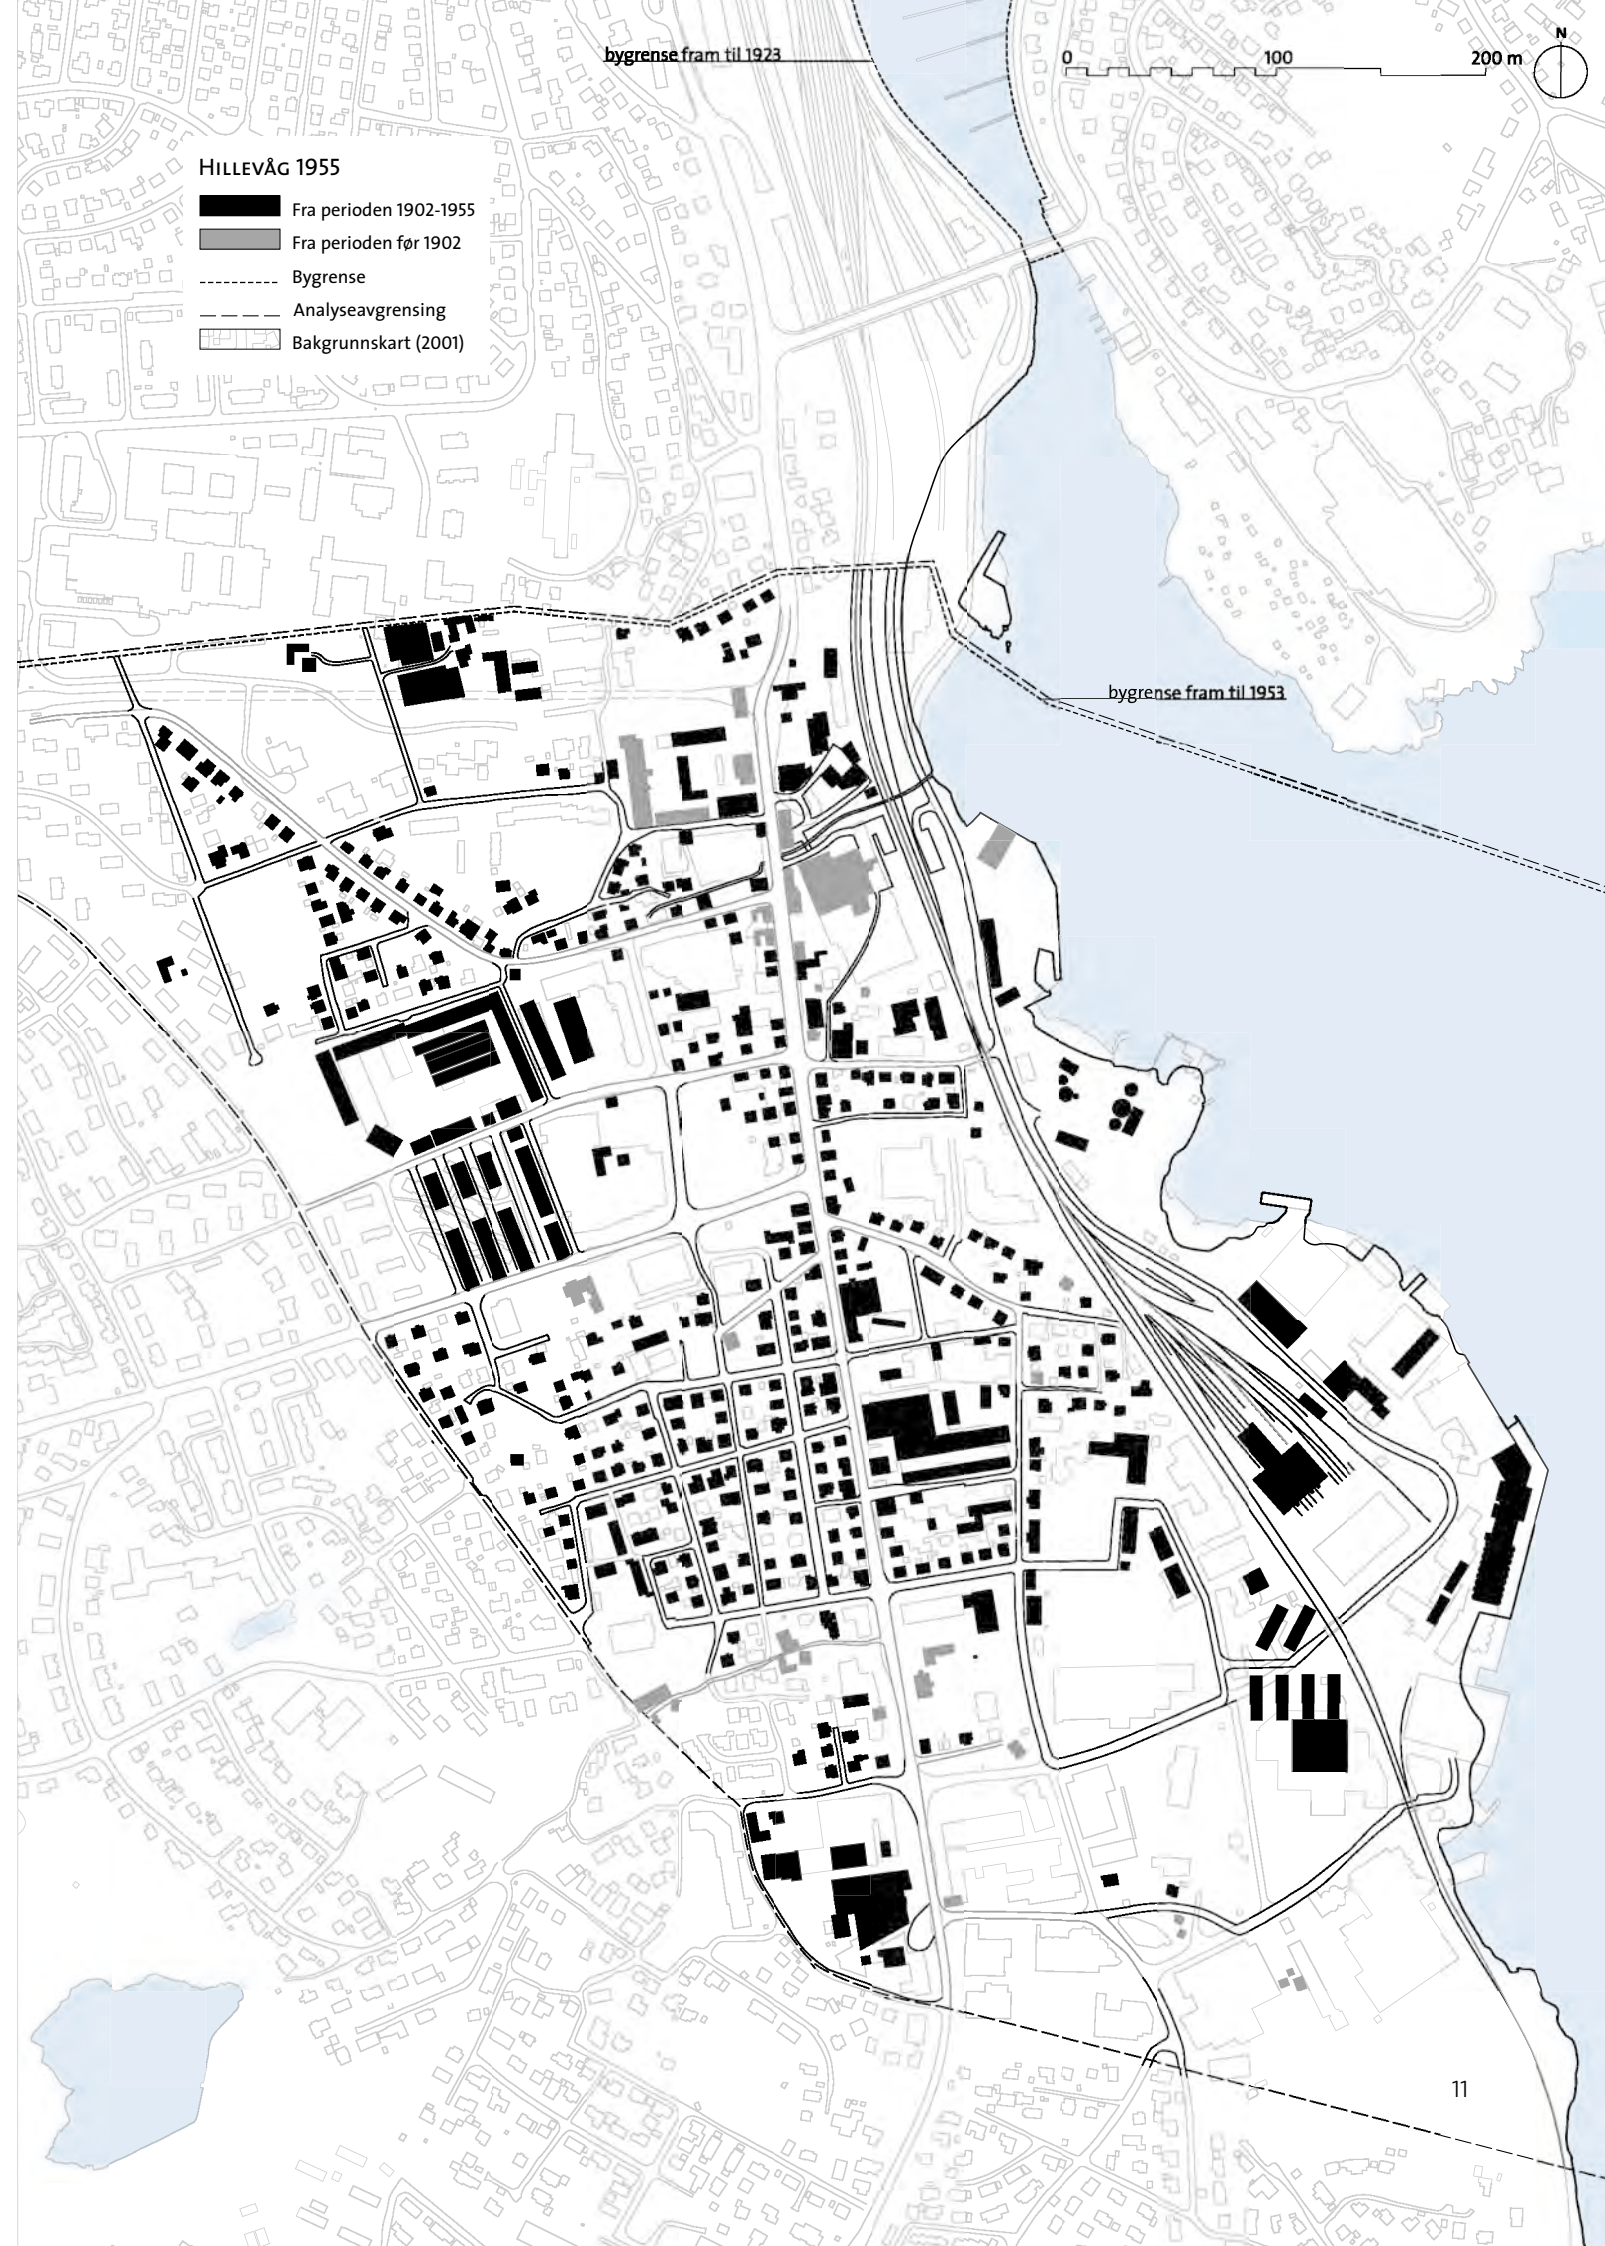 bygrense fram til 1923
0 100 200 m
N
HILLEVÅG 1955
Fra perioden 1902-1955
Fra perioden før 1902
Bygrense
Analyseavgrensing
Bakgrunnskart (2001)
bygrense fram til 1953
11